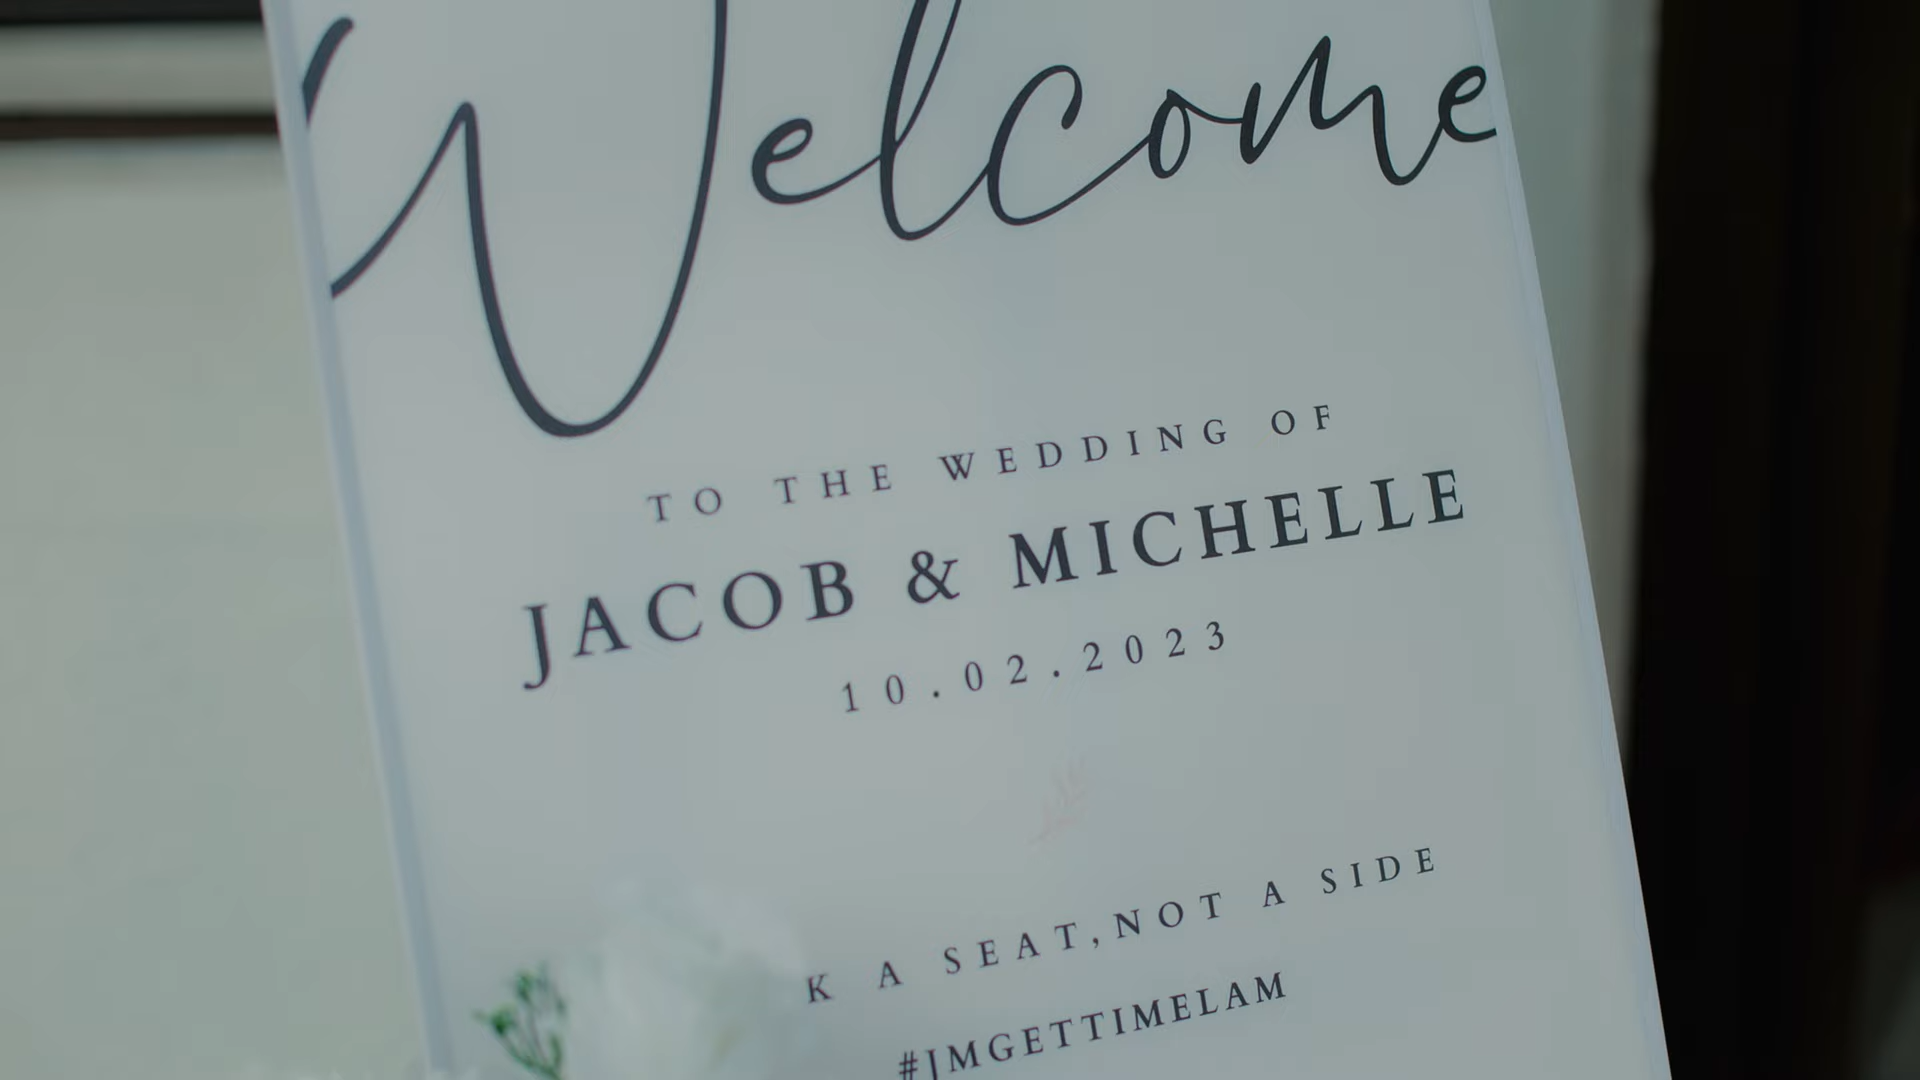 Welcome
TO THE WEDDING OF
JACOB & MICHELLE
10.02.2023
K A SEAT, NOT A SIDE
#JMGETTIMELAM